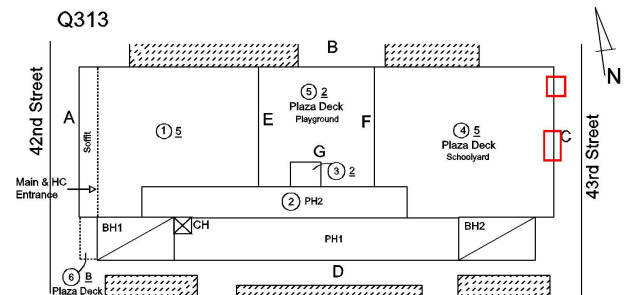 Q313
B
N
42nd Street
A
Soffit
1 5
E
5 2
Plaza Deck
Playground
F
4 5
Plaza Deck
Schoolyard
C
43rd Street
G
3 2
Main & HC
Entrance
2 PH2
BH1
CH
PH1
BH2
6 B
Plaza Deck
D